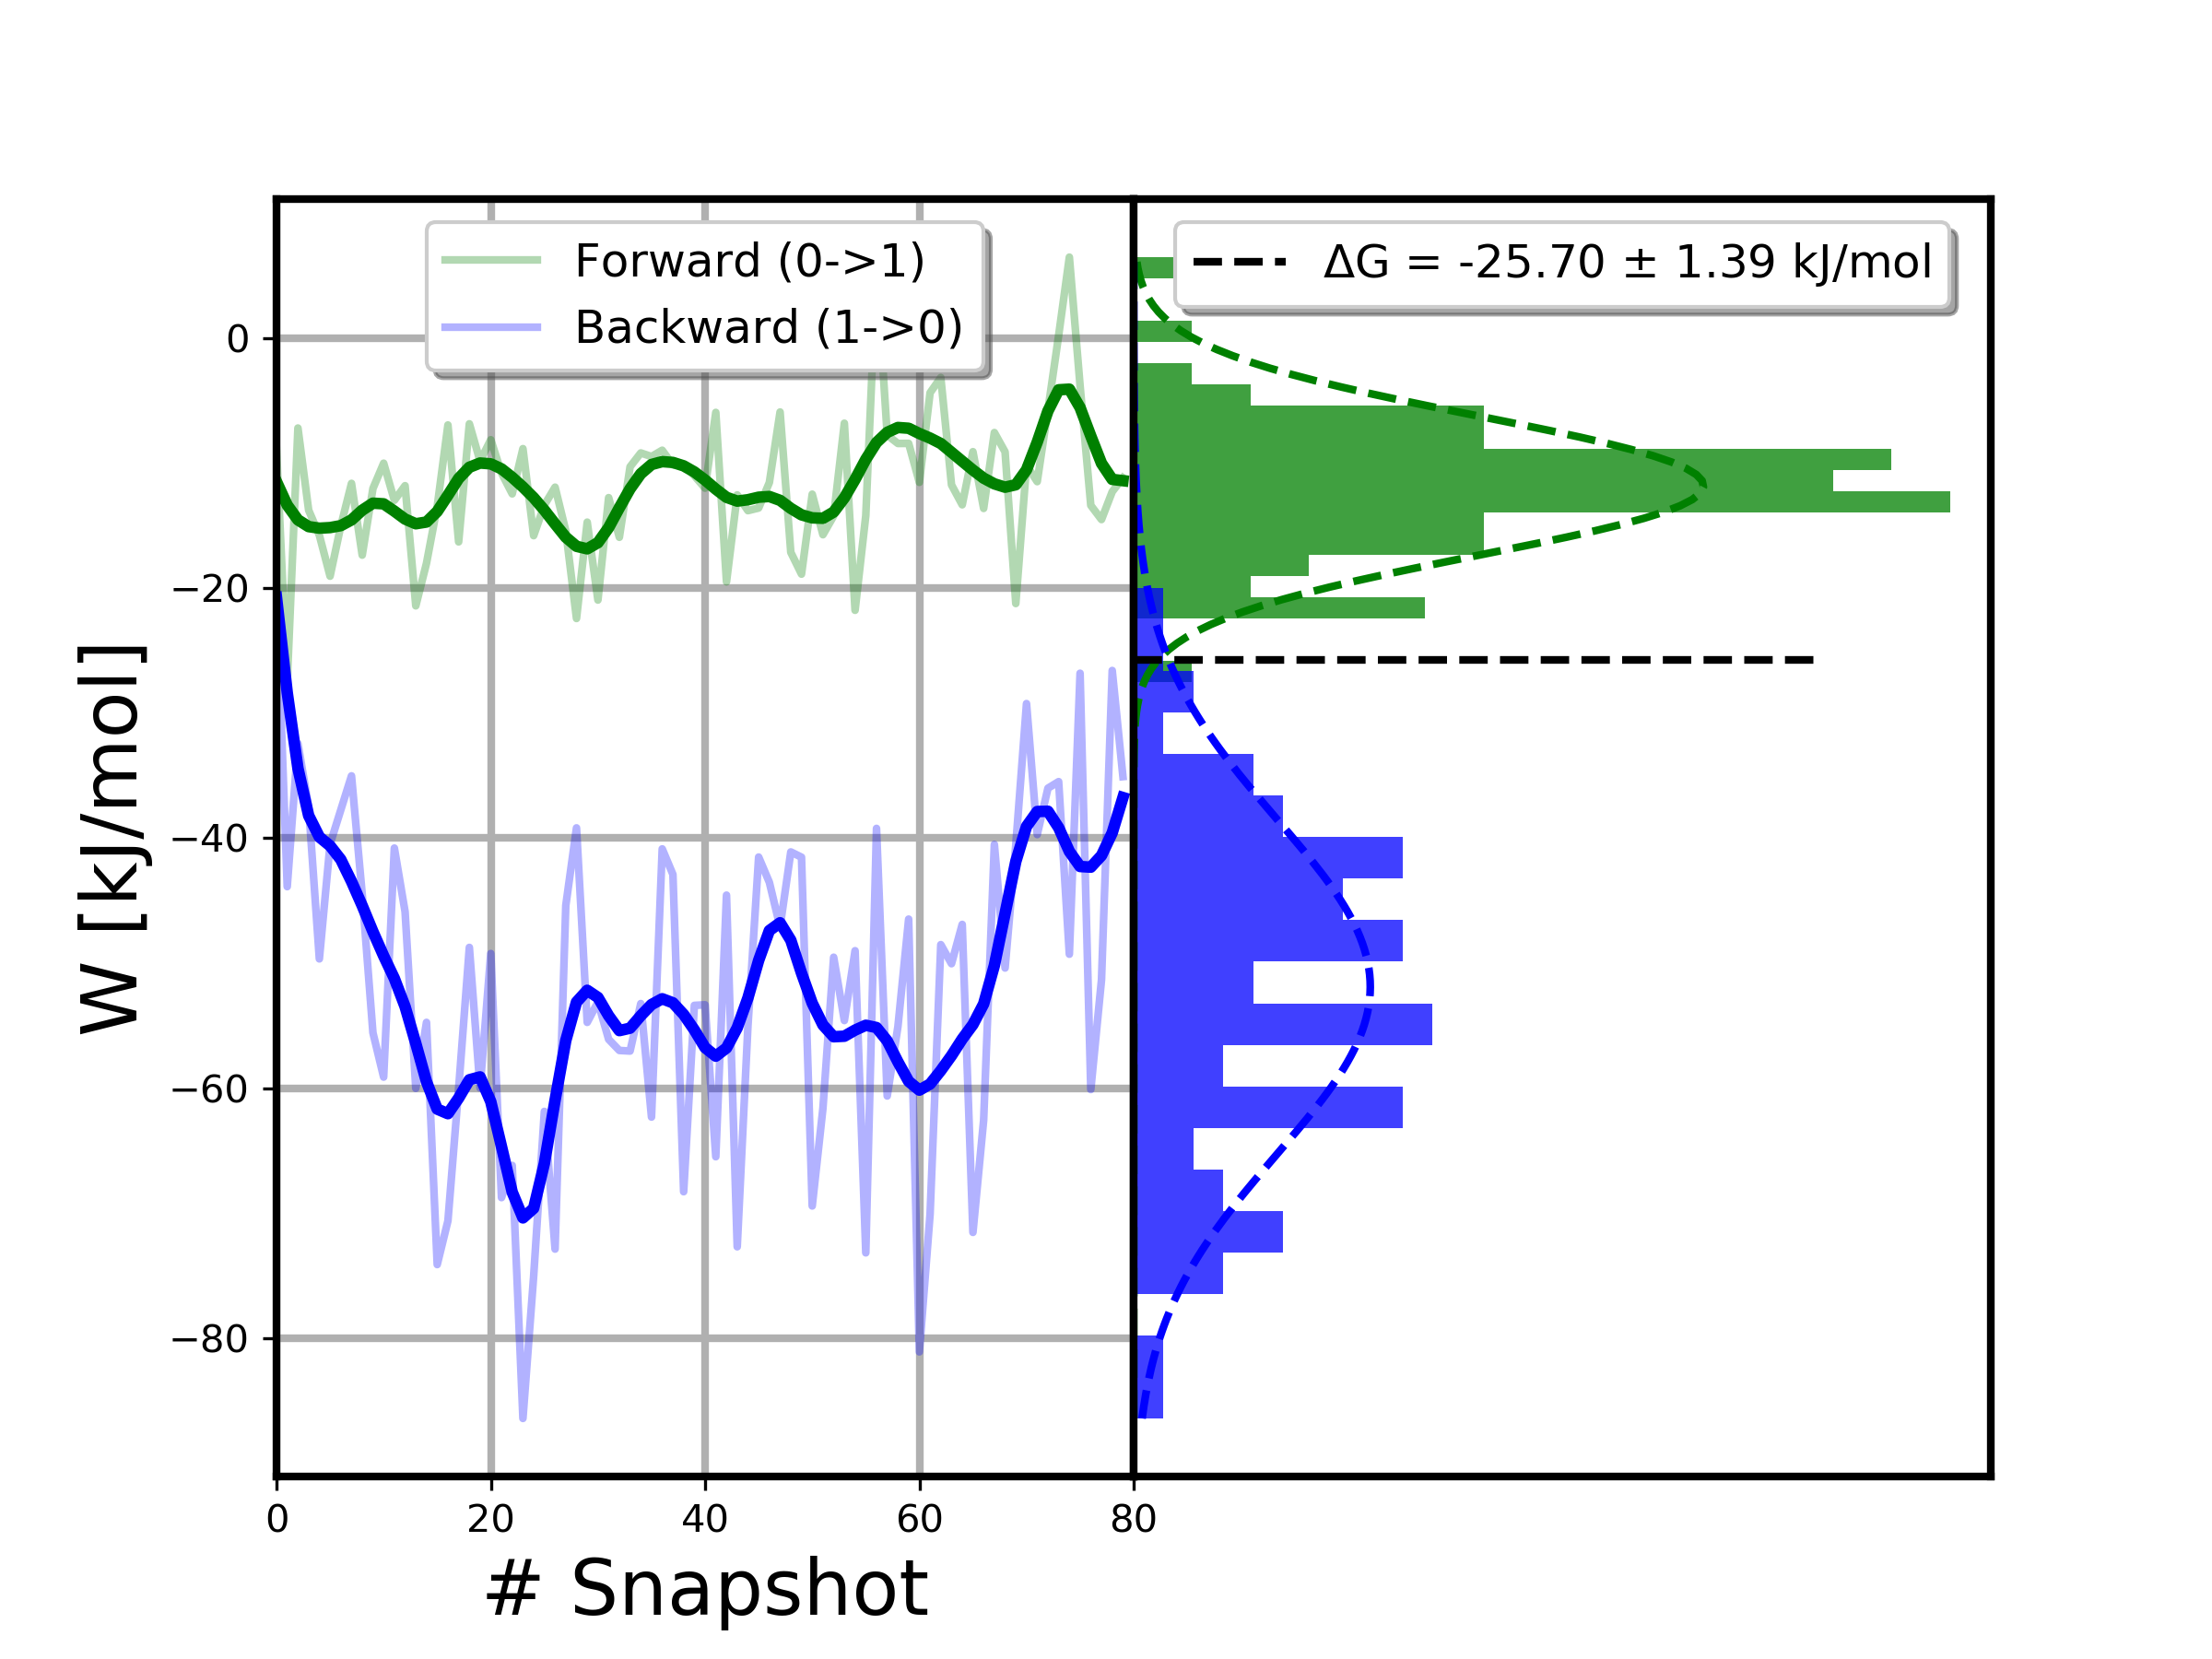 Forward (0->1)
Backward (1->0)
ΔG = -25.70 ± 1.39 kJ/mol
W [kJ/mol]
0
−20
−40
−60
−80
0 20 40 60 80
# Snapshot